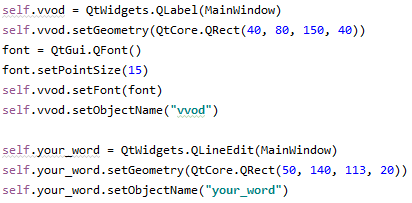 self.vvod = QtWidgets.QLabel(MainWindow)
self.vvod.setGeometry(QtCore.QRect(40, 80, 150, 40))
font = QtGui.QFont()
font.setPointSize(15)
self.vvod.setFont(font)
self.vvod.setObjectName("vvod")
self.your_word = QtWidgets.QLineEdit(MainWindow)
self.your_word.setGeometry(QtCore.QRect(50, 140, 113, 20))
self.your_word.setObjectName("your_word")